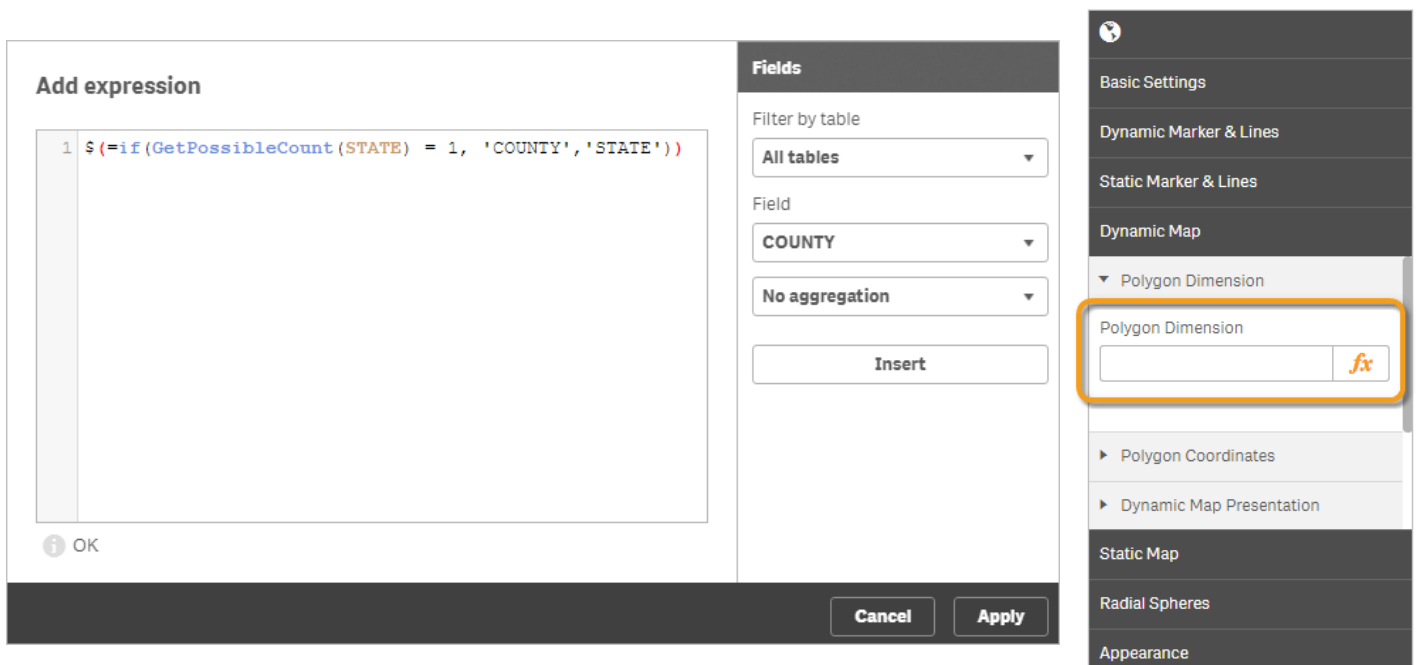 Add expression
1 $(=if(GetPossibleCount(STATE) = 1, 'COUNTY','STATE'))
OK
Fields
Filter by table
All tables
Field
COUNTY
No aggregation
Insert
Cancel
Apply
Basic Settings
Dynamic Marker & Lines
Static Marker & Lines
Dynamic Map
Polygon Dimension
Polygon Dimension
fx
Polygon Coordinates
Dynamic Map Presentation
Static Map
Radial Spheres
Appearance